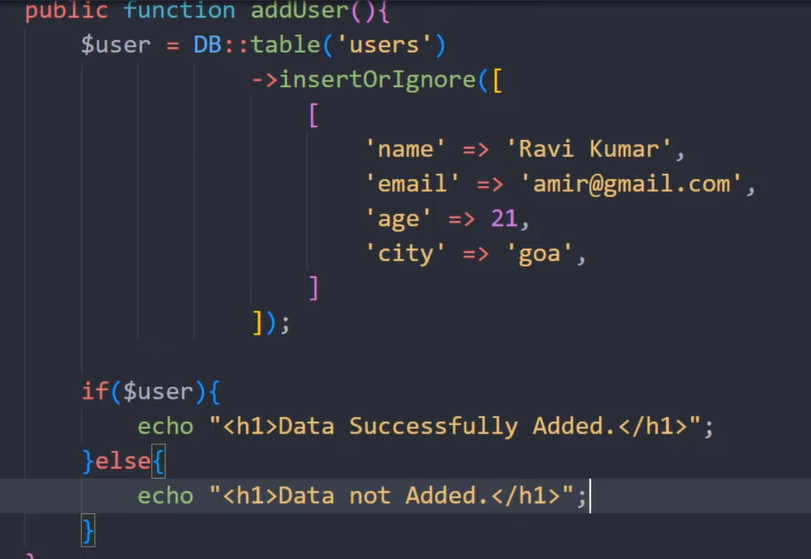 public function addUser(){
$user = DB::table('users')
->insertOrIgnore([
[
'name' => 'Ravi Kumar',
'email' => 'amir@gmail.com',
'age' => 21,
'city' => 'goa',
]
]);
if($user){
echo "<h1>Data Successfully Added.</h1>";
}else{
echo "<h1>Data not Added.</h1>";
}
}